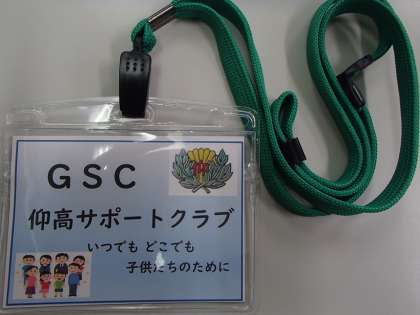 GSC
仰高サポートクラブ
いつでも どこでも
子供たちのために